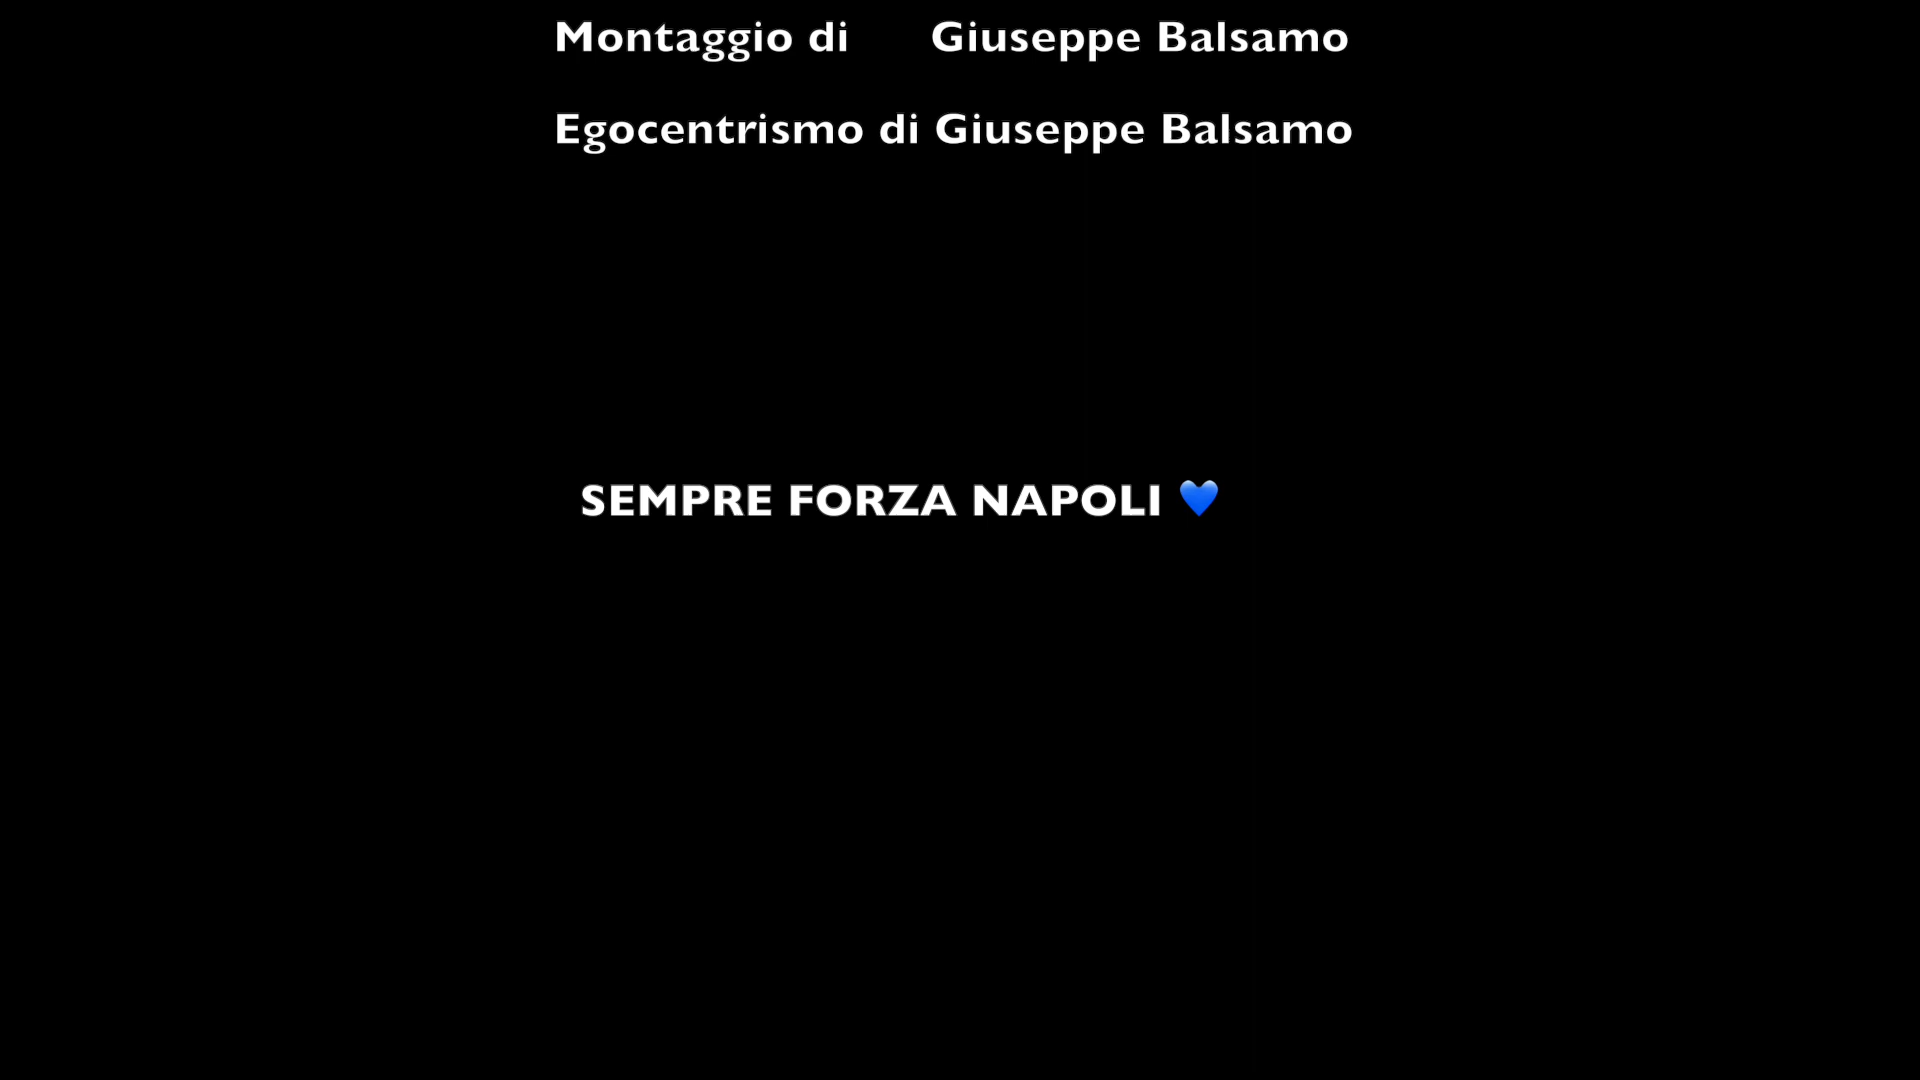 Montaggio di Giuseppe Balsamo
Egocentrismo di Giuseppe Balsamo
SEMPRE FORZA NAPOLI 💙